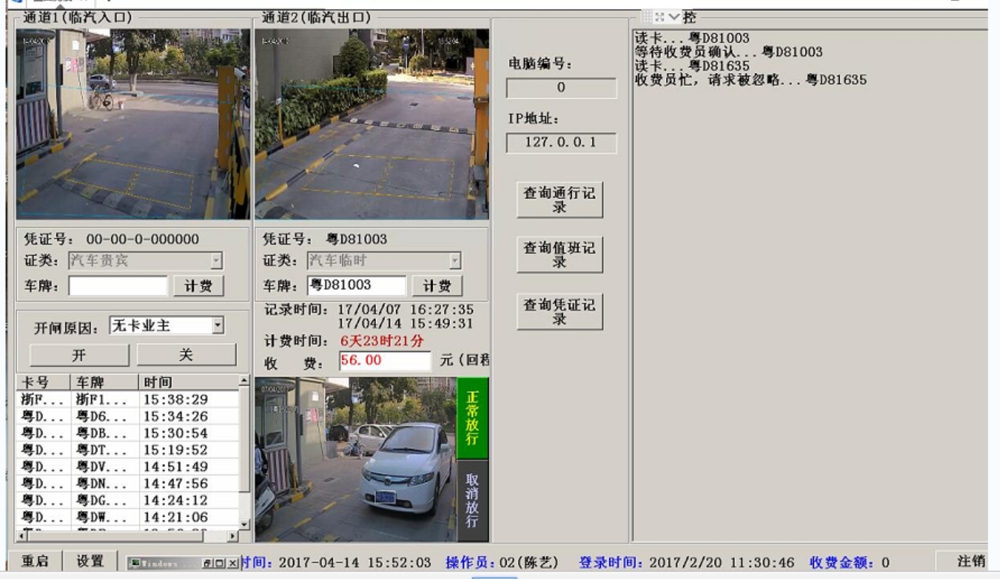 通道1(临汽入口)
通道2(临汽出口)
控
读卡... 粤D81003
等待收费员确认... 粤D81003
读卡... 粤D81635
收费员忙，请求被忽略... 粤D81635
电脑编号：
0
IP地址：
127.0.0.1
查询通行记
录
查询值班记
录
查询凭证记
录
凭证号： 00-00-0-000000
证类： 汽车贵宾
车牌： 计费
开闸原因： 无卡业主
开 关
卡号 车牌 时间
浙F... 浙F1... 15:38:29
粤D... 粤D6... 15:34:26
粤D... 粤DB... 15:30:54
粤D... 粤DT... 15:19:52
粤D... 粤DV... 14:51:49
粤D... 粤DN... 14:47:56
粤D... 粤DG... 14:24:12
粤D... 粤DW... 14:21:06
凭证号： 粤D81003
证类： 汽车临时
车牌： 粤D81003 计费
记录时间： 17/04/07 16:27:35
17/04/14 15:49:31
计费时间： 6天23时21分
收 费： 56.00 元(回程
正常放行
取消放行
重启 设置 Windows ... 时间： 2017-04-14 15:52:03 操作员：02(陈艺) 登录时间：2017/2/20 11:30:46 收费金额：0 注销